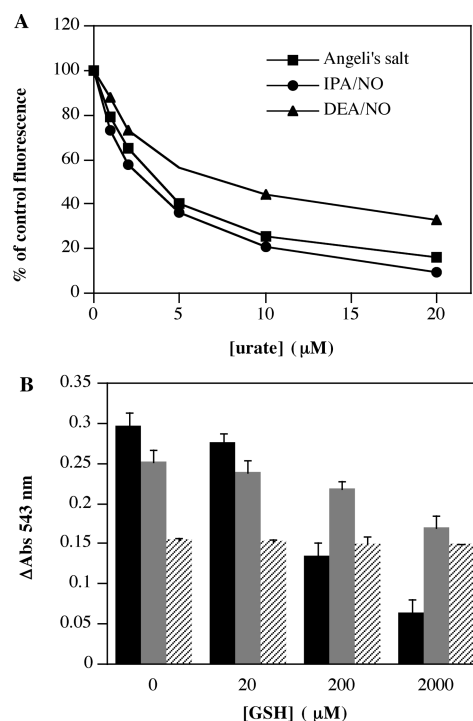 A
120
100
80
60
40
20
0
% of control fluorescence
Angeli's salt
IPA/NO
DEA/NO
0 5 10 15 20
[urate] (μM)
B
0.35
0.3
0.25
0.2
0.15
0.1
0.05
0
ΔAbs 543 nm
0 20 200 2000
[GSH] (μM)